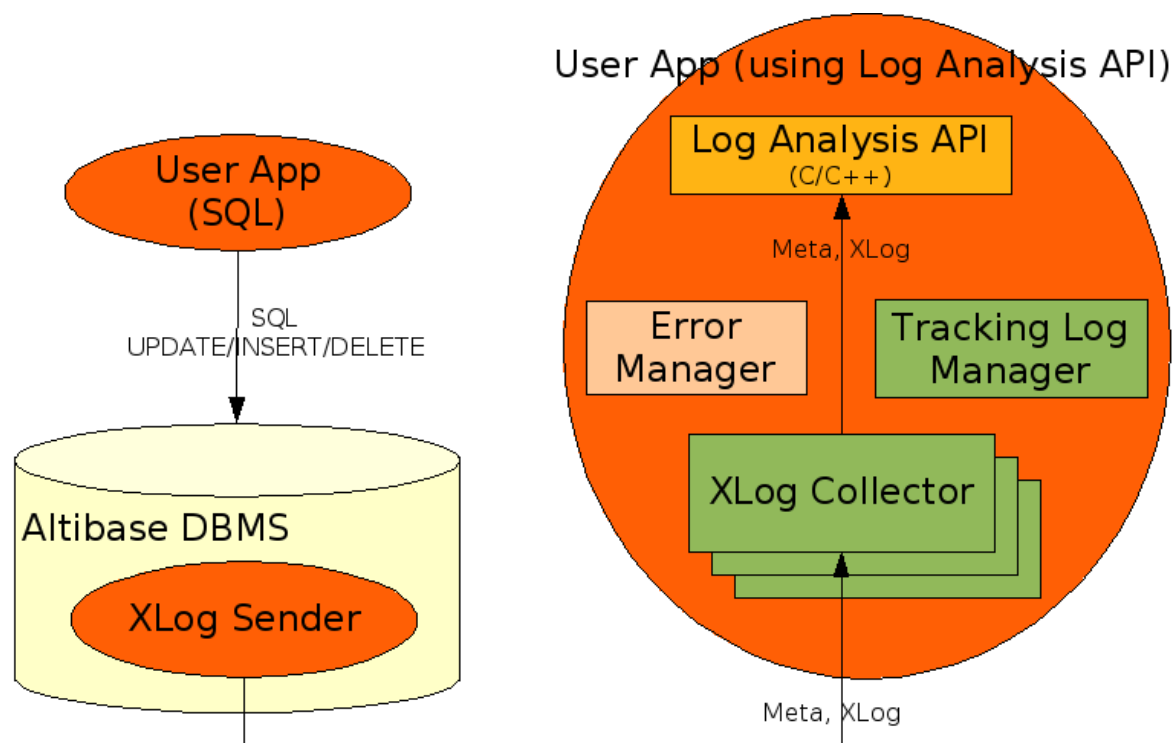 User App
(SQL)
SQL
UPDATE/INSERT/DELETE
Altibase DBMS
XLog Sender
User App (using Log Analysis API)
Log Analysis API
(C/C++)
Meta, XLog
Error
Manager
Tracking Log
Manager
XLog Collector
Meta, XLog